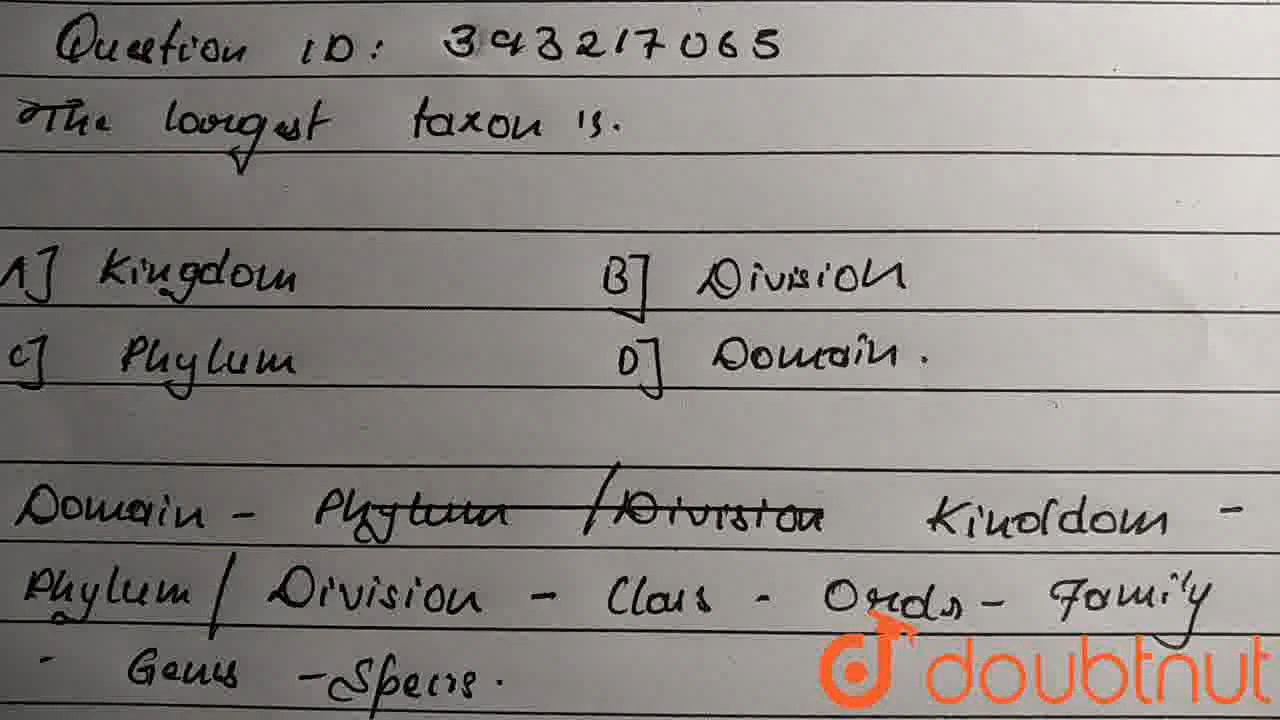 Question ID: 393217065
The largest taxon is.
A] Kingdom B] Division
C] Phylum D] Domain.
Domain - Phylum / Division Kingdom -
Phylum / Division - Class - Order - Family
- Genus - Species.
doubtnut